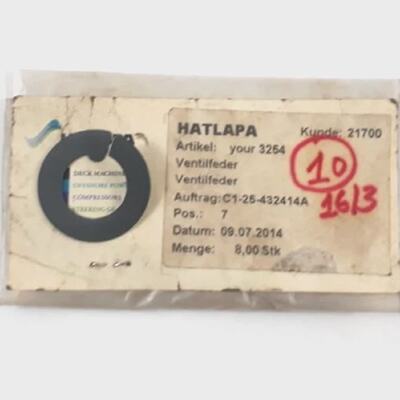 HATLAPA Kunde: 21700
Artikel: your 3254
Ventilfeder
Ventilfeder
Auftrag: C1-25-432414A
Pos.: 7
Datum: 09.07.2014
Menge: 8,00 Stk
10
16/3
DECK MACHINE
OFFSHORE
COMPRESSORS
STEERING